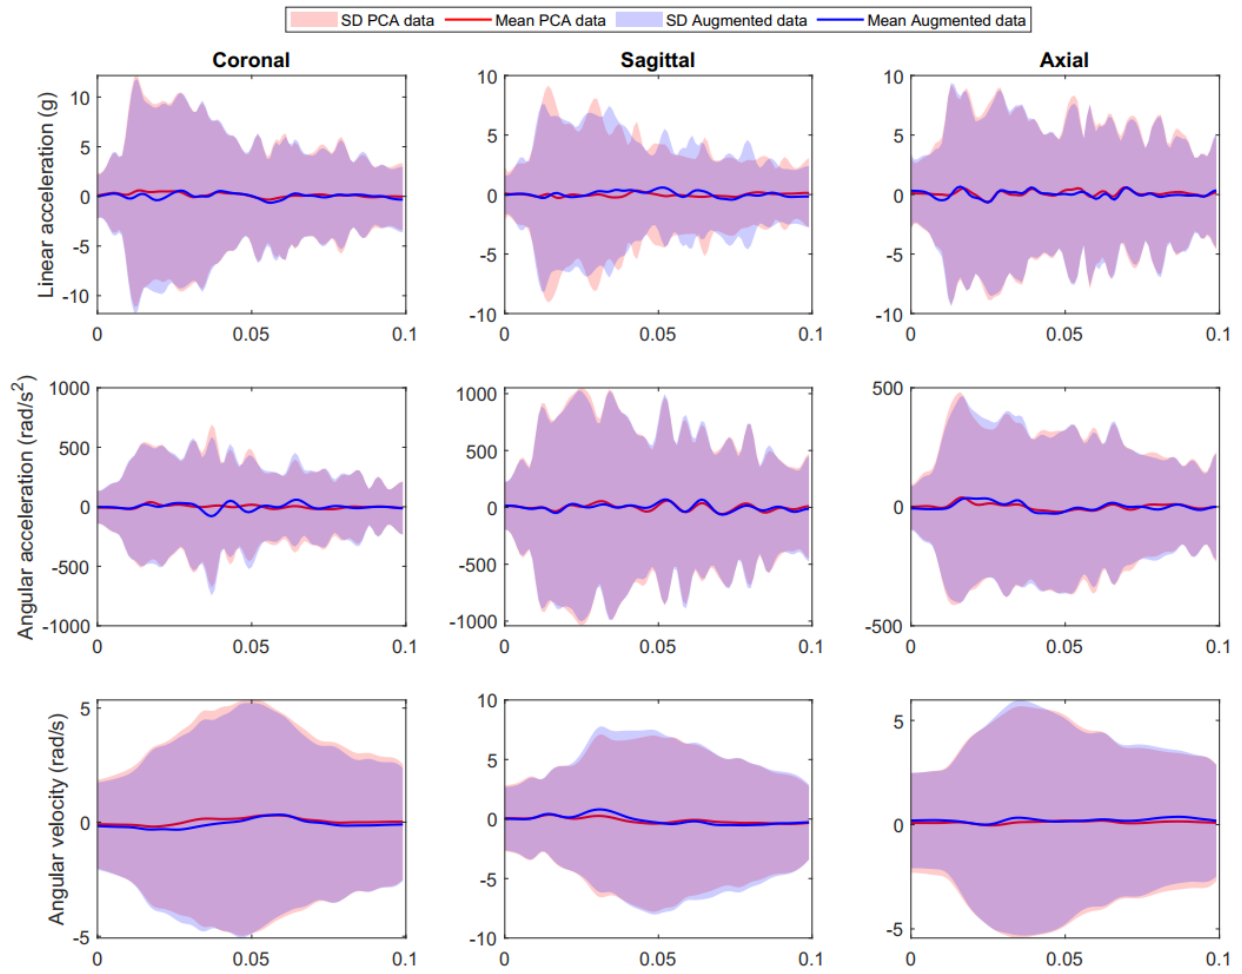 SD PCA data Mean PCA data SD Augmented data Mean Augmented data
Coronal Sagittal Axial
Linear acceleration (g)
10
5
0
-5
-10
0 0.05 0.1
10
5
0
-5
-10
0 0.05 0.1
10
5
0
-5
-10
0 0.05 0.1
Angular acceleration (rad/s²)
1000
500
0
-500
-1000
0 0.05 0.1
1000
500
0
-500
-1000
0 0.05 0.1
500
0
-500
0 0.05 0.1
Angular velocity (rad/s)
5
0
-5
0 0.05 0.1
10
5
0
-5
-10
0 0.05 0.1
5
0
-5
0 0.05 0.1